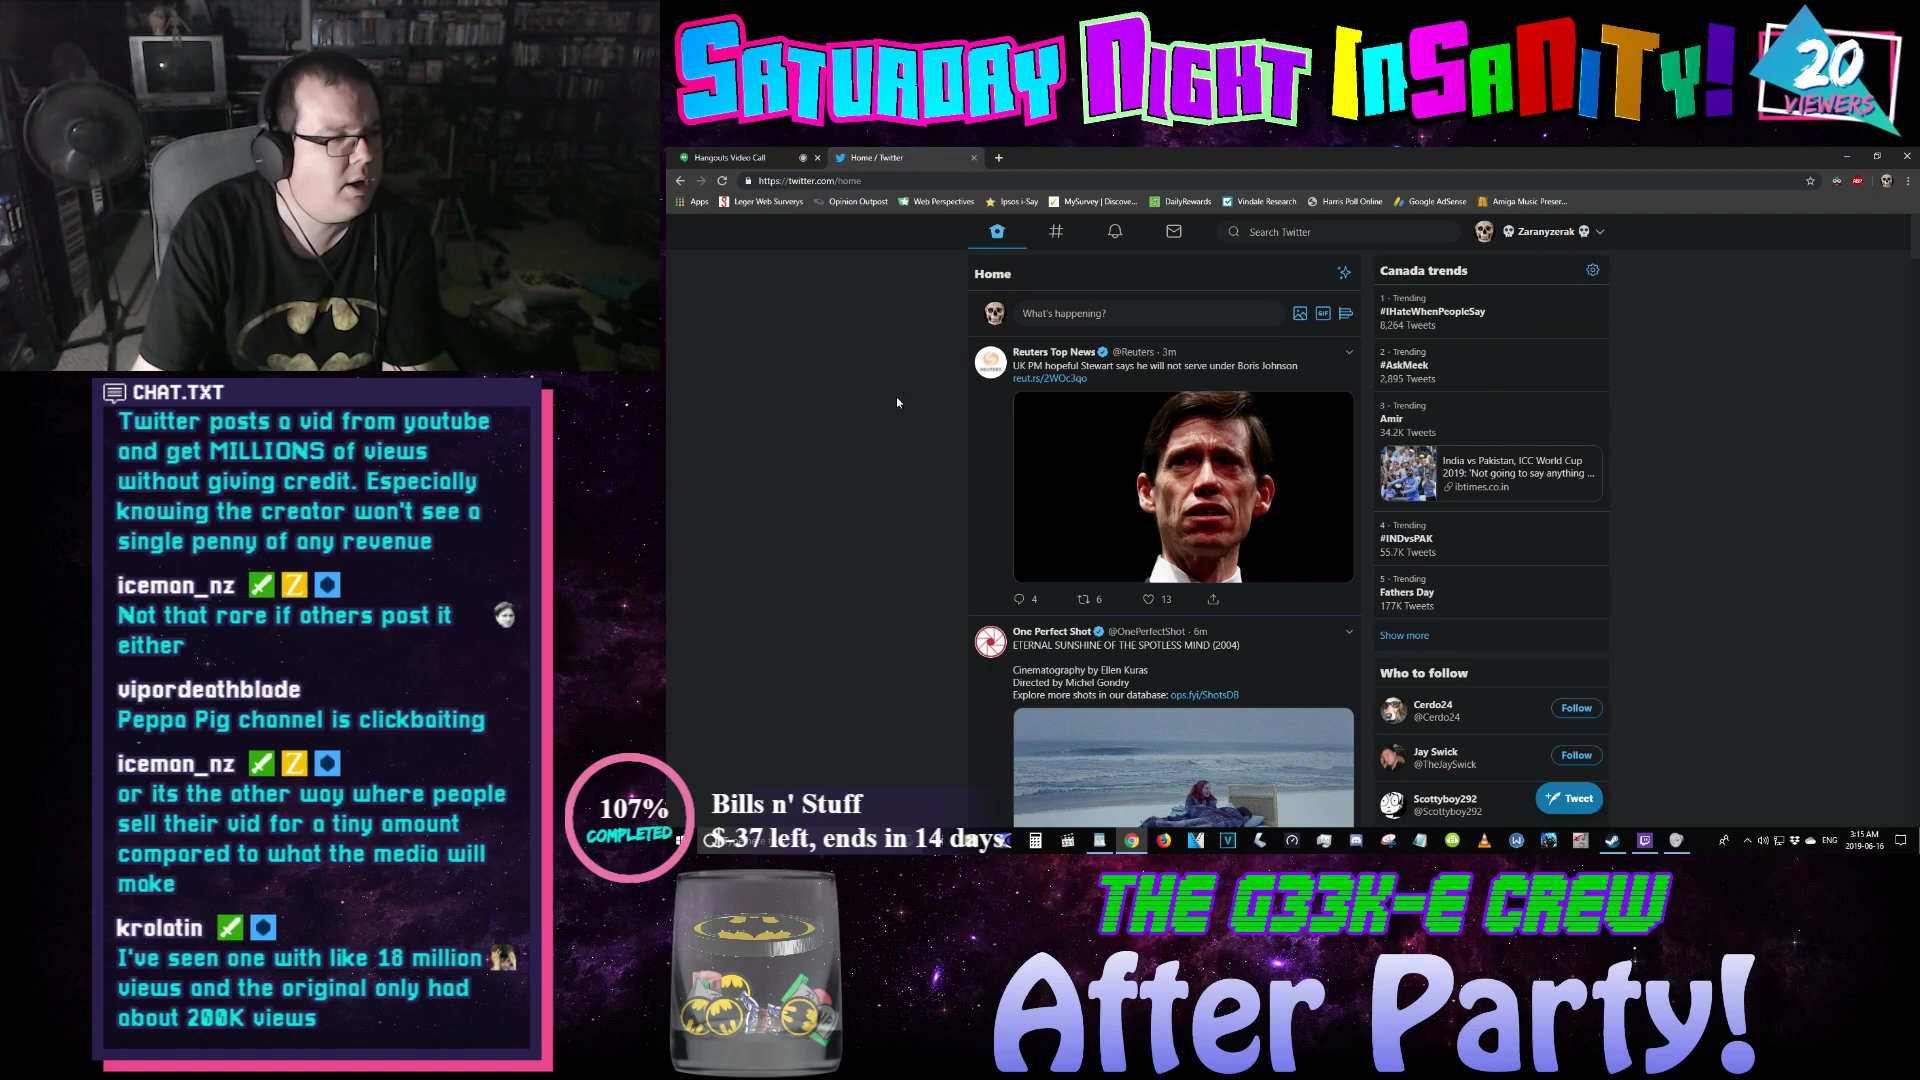 SATURDAY NIGHT INSANITY!
20
VIEWERS
Hangouts Video Call
Home / Twitter
https://twitter.com/home
Apps
Leger Web Surverys
Opinion Outpost
Web Perspectives
Ipsos i-Say
MySurvey | Discove...
DailyRewards
Vindale Research
Harris Poll Online
Google AdSense
Amiga Music Preser...
Search Twitter
Zaranyzerak
Home
What's happening?
GIF
Reuters Top News @Reuters · 3m
UK PM hopeful Stewart says he will not serve under Boris Johnson
reut.rs/2WOc3qo
4 6 13
One Perfect Shot @OnePerfectShot · 6m
ETERNAL SUNSHINE OF THE SPOTLESS MIND (2004)
Cinematography by Ellen Kuras
Directed by Michel Gondry
Explore more shots in our database: ops.fyi/ShotsDB
Canada trends
1 · Trending
#IHateWhenPeopleSay
8,264 Tweets
2 · Trending
#AskMeek
2,895 Tweets
3 · Trending
Amir
34.2K Tweets
India vs Pakistan, ICC World Cup
2019: 'Not going to say anything ...
ibtimes.co.in
4 · Trending
#INDvsPAK
55.7K Tweets
5 · Trending
Fathers Day
177K Tweets
Show more
Who to follow
Cerdo24
@Cerdo24
Follow
Jay Swick
@TheJaySwick
Follow
Scottyboy292
@Scottyboy292
Tweet
ENG
3:15 AM
2019-06-16
CHAT.TXT
Twitter posts a vid from youtube
and get MILLIONS of views
without giving credit. Especially
knowing the creator won't see a
single penny of any revenue
iceman_nz
Not that rare if others post it
either
vipordeathblade
Peppa Pig channel is clickbaiting
iceman_nz
or its the other way where people
sell their vid for a tiny amount
compared to what the media will
make
krolatin
I've seen one with like 18 million
views and the original only had
about 200K views
107%
COMPLETED
Bills n' Stuff
$-37 left, ends in 14 days
THE G33K-E CREW
After Party!